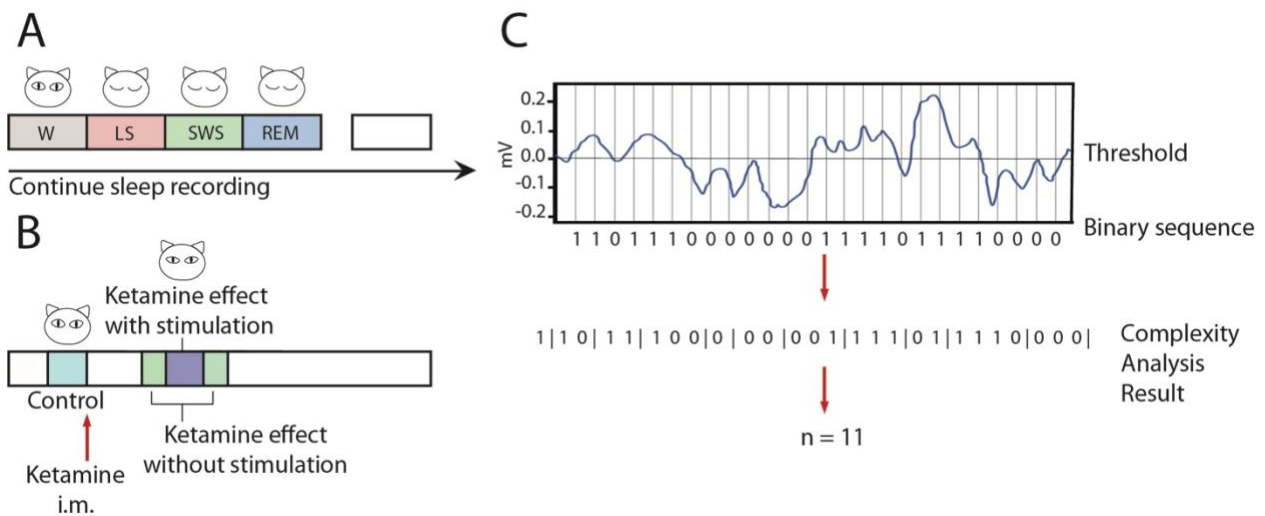 A
W LS SWS REM
Continue sleep recording
B
Ketamine effect
with stimulation
Control
Ketamine effect
without stimulation
Ketamine
i.m.
C
mV
0.2
0.1
0.0
-0.1
-0.2
Threshold
1 1 0 1 1 1 0 0 0 0 0 0 0 1 1 1 1 0 1 1 1 1 0 0 0 0
Binary sequence
1|1 0|1 1|1 0 0|0|0 0|0 0 1|1 1 1|0 1|1 1 1 0|0 0 0|
Complexity
Analysis
Result
n = 11